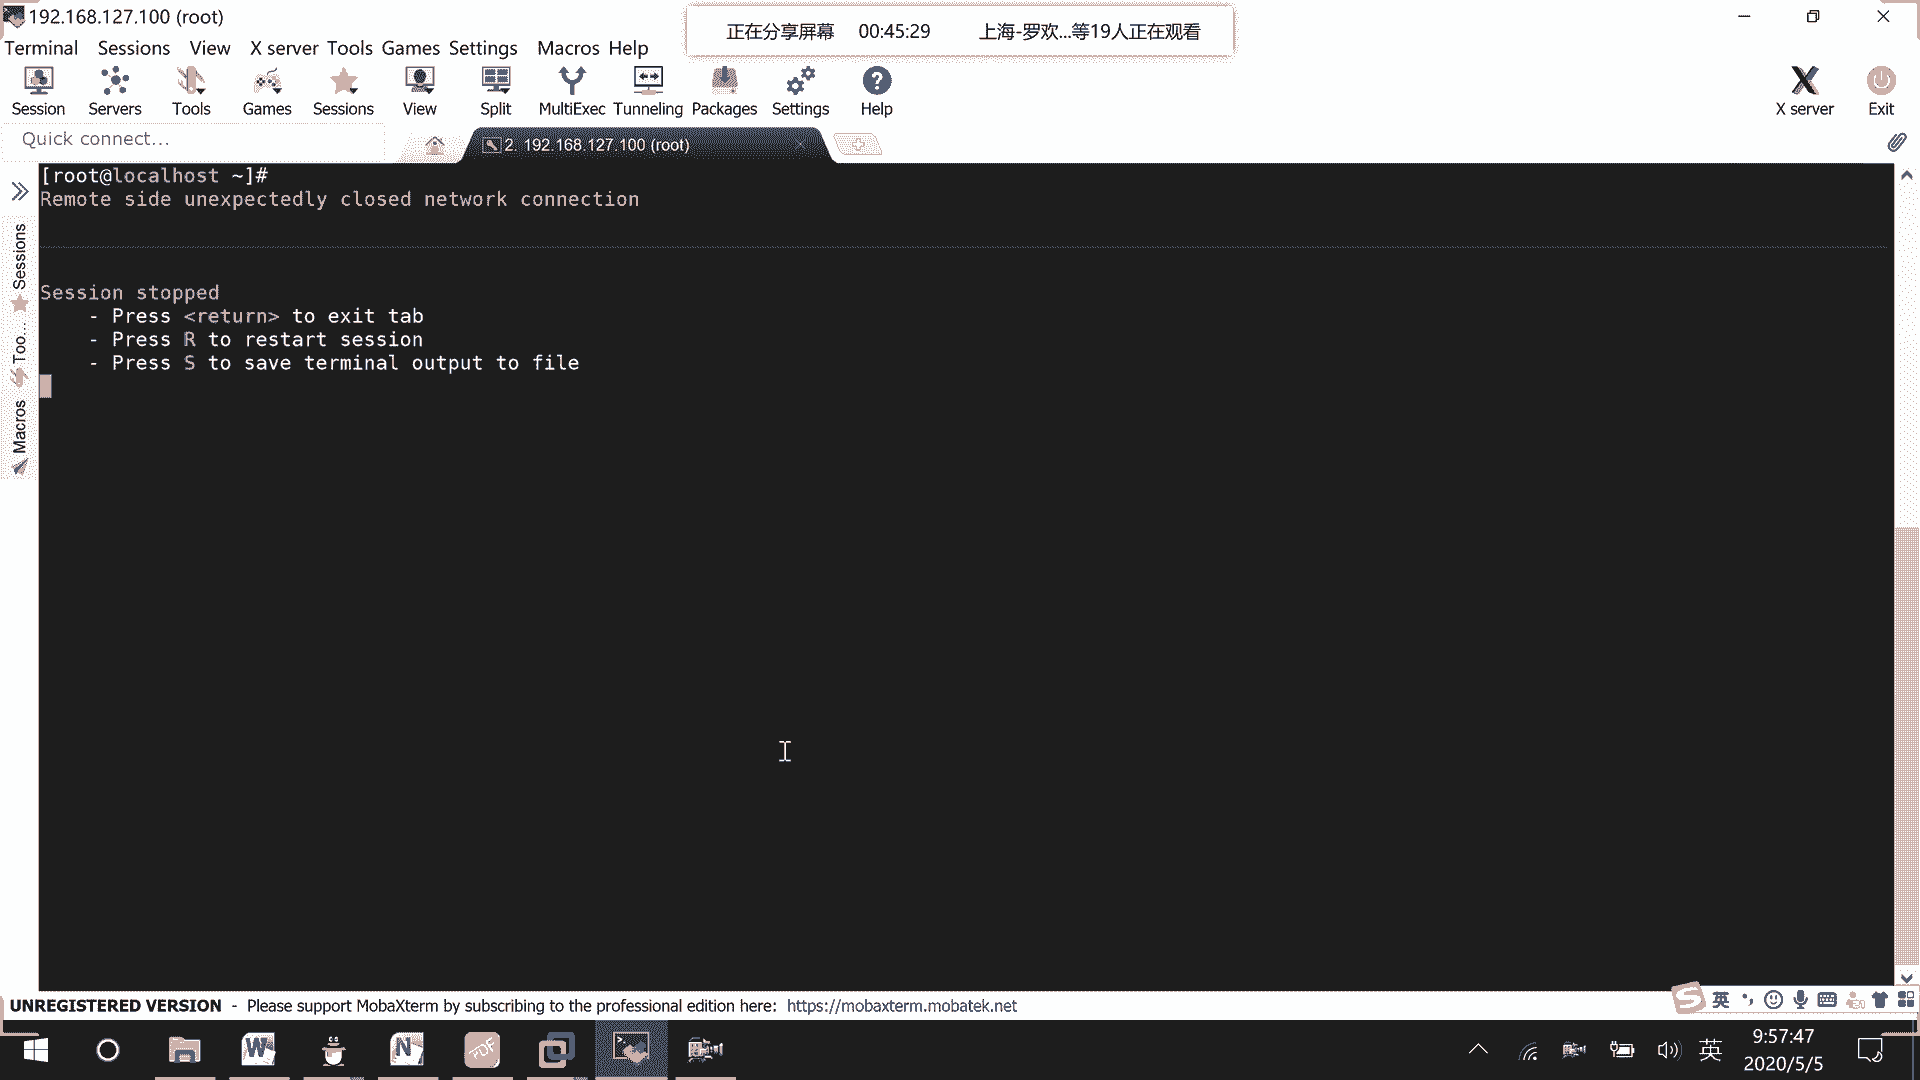 192.168.127.100 (root)
正在分享屏幕 00:45:29 上海-罗欢...等19人正在观看
Terminal Sessions View X server Tools Games Settings Macros Help
Session Servers Tools Games Sessions View Split MultiExec Tunneling Packages Settings Help X server Exit
Quick connect...
2. 192.168.127.100 (root)
[root@localhost ~]#
Remote side unexpectedly closed network connection
Session stopped
- Press <return> to exit tab
- Press R to restart session
- Press S to save terminal output to file
Sessions
Too...
Macros
UNREGISTERED VERSION - Please support MobaXterm by subscribing to the professional edition here: https://mobaxterm.mobatek.net
英
英
9:57:47
2020/5/5